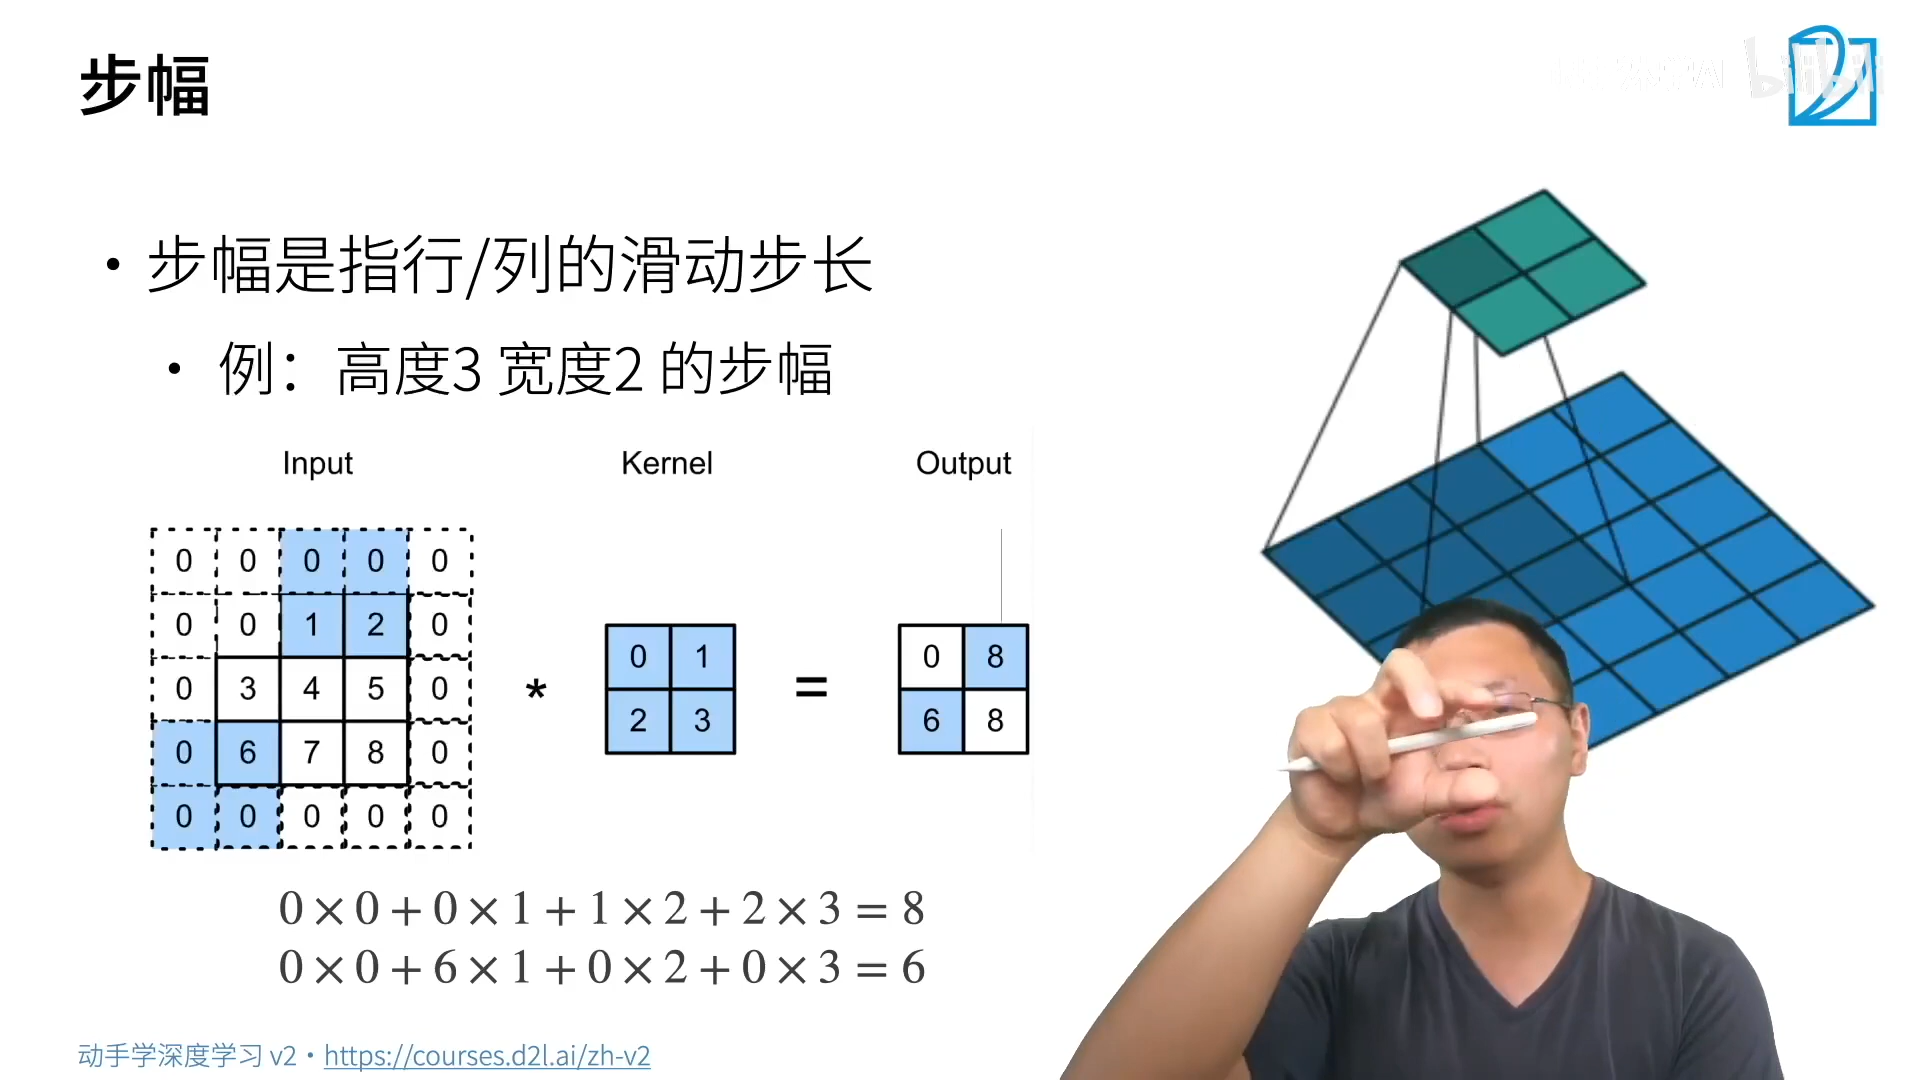 步幅
bilibili
• 步幅是指行/列的滑动步长
• 例：高度3 宽度2 的步幅
Input Kernel Output
0 0 0 0 0
0 0 1 2 0
0 3 4 5 0
0 6 7 8 0
0 0 0 0 0
*
0 1
2 3
=
0 8
6 8
0 × 0 + 0 × 1 + 1 × 2 + 2 × 3 = 8
0 × 0 + 6 × 1 + 0 × 2 + 0 × 3 = 6
动手学深度学习 v2 • https://courses.d2l.ai/zh-v2